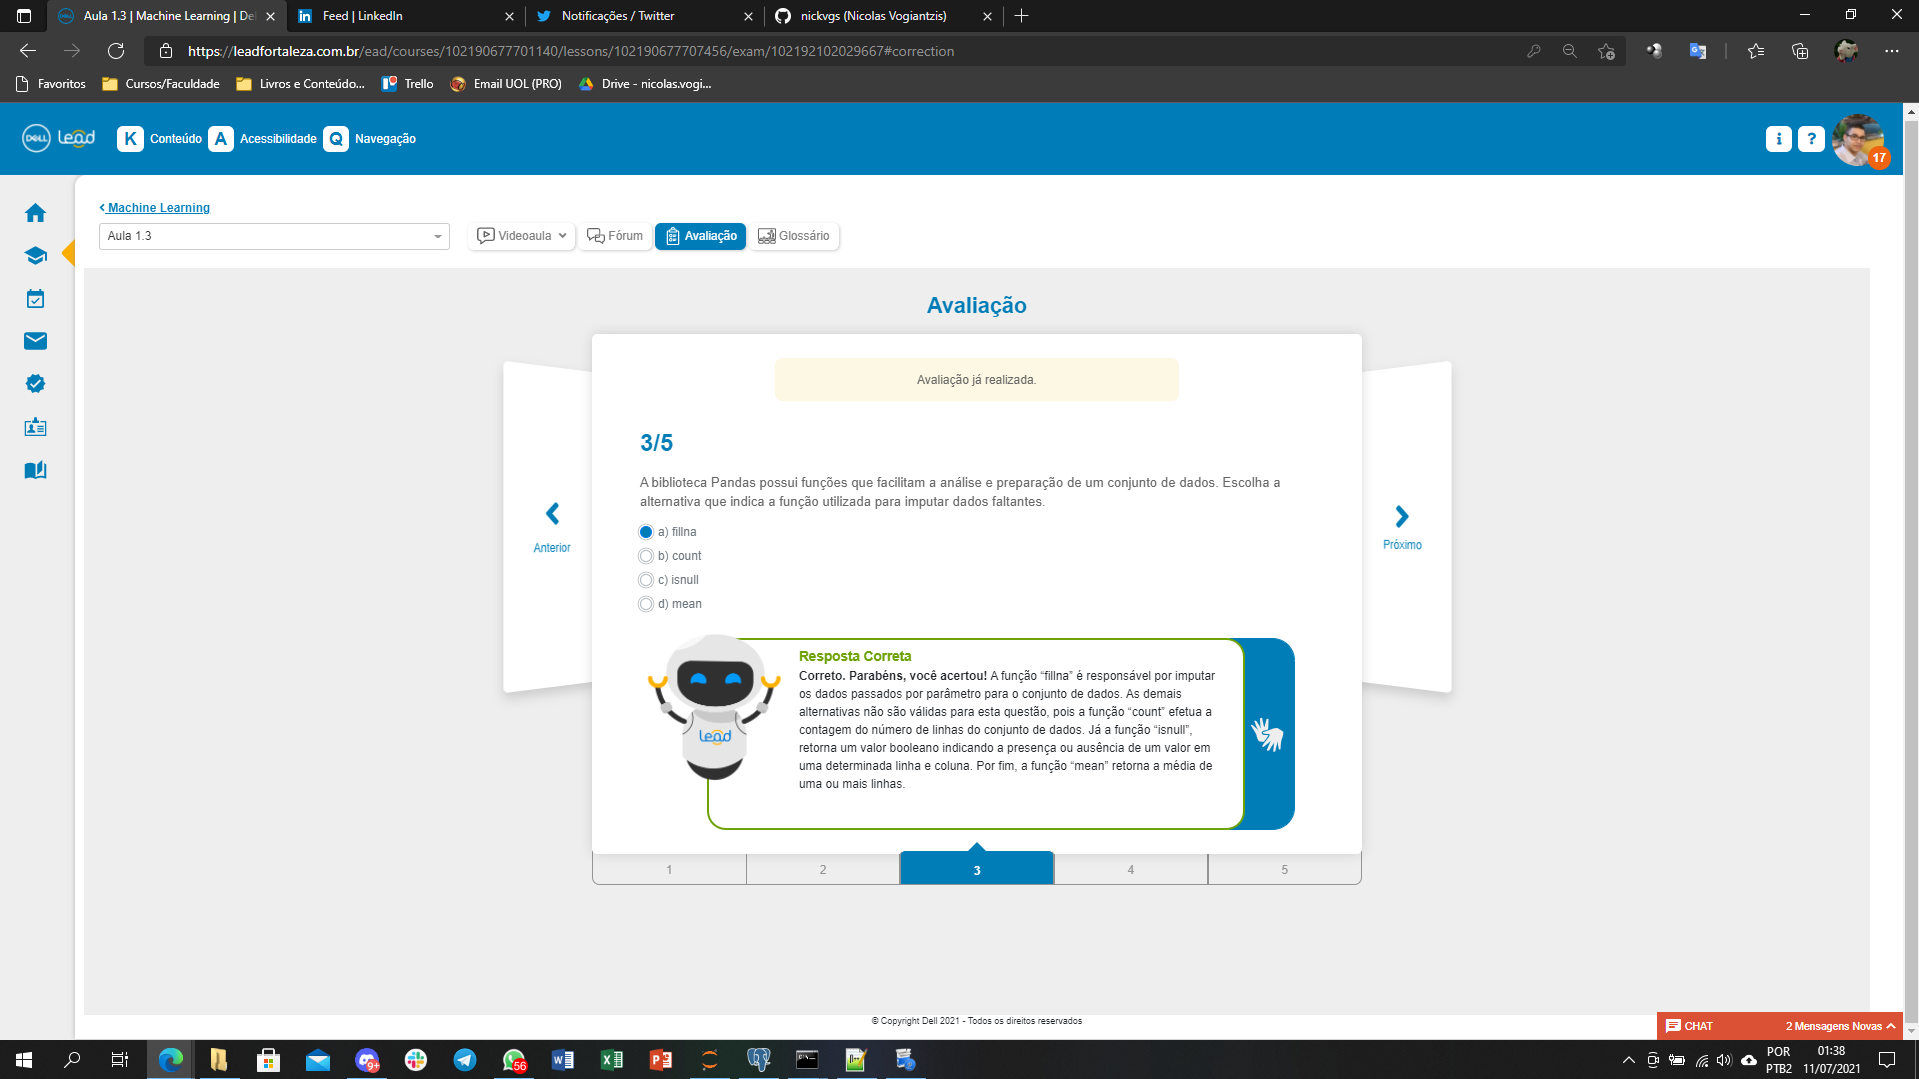 Aula 1.3 | Machine Learning | De
Feed | LinkedIn
Notificações / Twitter
nickvgs (Nicolas Vogiantzis)
https://leadfortaleza.com.br/ead/courses/102190677701140/lessons/102190677707456/exam/102192102029667#correction
Favoritos
Cursos/Faculdade
Livros e Conteúdo...
Trello
Email UOL (PRO)
Drive - nicolas.vogi...
DELL Lead
K Conteúdo
A Acessibilidade
Q Navegação
i
?
17
Machine Learning
Aula 1.3
Videoaula
Fórum
Avaliação
Glossário
Avaliação
Avaliação já realizada.
3/5
A biblioteca Pandas possui funções que facilitam a análise e preparação de um conjunto de dados. Escolha a
alternativa que indica a função utilizada para imputar dados faltantes.
a) fillna
b) count
c) isnull
d) mean
Anterior
Próximo
Lead
Resposta Correta
Correto. Parabéns, você acertou! A função “fillna” é responsável por imputar
os dados passados por parâmetro para o conjunto de dados. As demais
alternativas não são válidas para esta questão, pois a função “count” efetua a
contagem do número de linhas do conjunto de dados. Já a função “isnull”,
retorna um valor booleano indicando a presença ou ausência de um valor em
uma determinada linha e coluna. Por fim, a função “mean” retorna a média de
uma ou mais linhas.
1
2
3
4
5
© Copyright Dell 2021 - Todos os direitos reservados
CHAT
2 Mensagens Novas
9+
56
POR
PTB2
01:38
11/07/2021